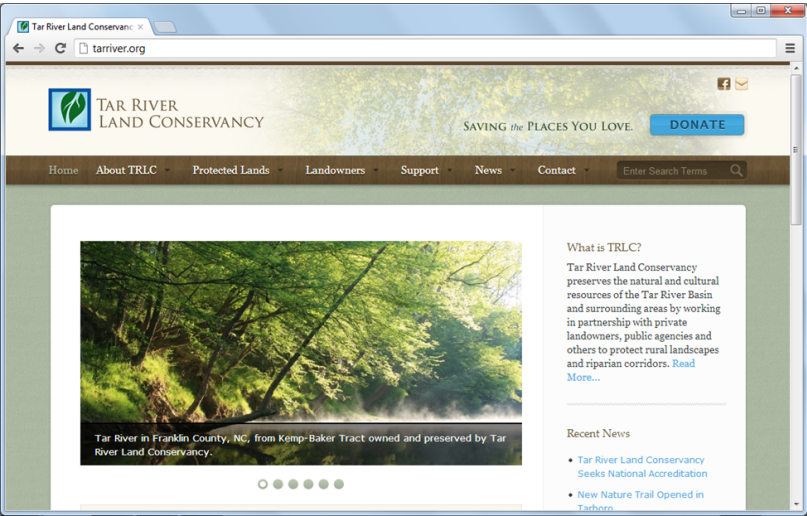 Tar River Land Conservanc
tarriver.org
TAR RIVER
LAND CONSERVANCY
SAVING the PLACES YOU LOVE.
DONATE
Home About TRLC Protected Lands Landowners Support News Contact Enter Search Terms
Tar River in Franklin County, NC, from Kemp-Baker Tract owned and preserved by Tar
River Land Conservancy.
What is TRLC?
Tar River Land Conservancy
preserves the natural and cultural
resources of the Tar River Basin
and surrounding areas by working
in partnership with private
landowners, public agencies and
others to protect rural landscapes
and riparian corridors. Read
More...
Recent News
Tar River Land Conservancy
Seeks National Accreditation
New Nature Trail Opened in
Tarboro